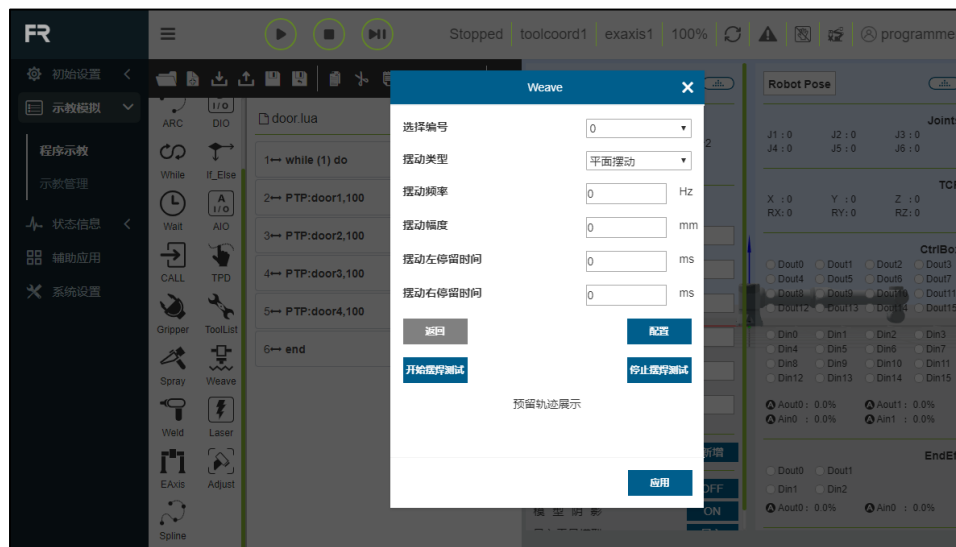 FR
Stopped toolcoord1 exaxis1 100% programme
初始设置
示教模拟
程序示教
示教管理
状态信息
辅助应用
系统设置
ARC DIO
While If_Else
Wait AIO
CALL TPD
Gripper ToolList
Spray Weave
Weld Laser
EAxis Adjust
Spline
I/O
A I/O
door.lua
1 while (1) do
2 PTP:door1,100
3 PTP:door2,100
4 PTP:door3,100
5 PTP:door4,100
6 end
Weave
选择编号 0
摆动类型 平面摆动
摆动频率 0 Hz
摆动幅度 0 mm
摆动左停留时间 0 ms
摆动右停留时间 0 ms
返回 配置
开始摆焊测试 停止摆焊测试
预留轨迹展示
应用
2
新增
OFF
模 型 阴 影 ON
Robot Pose
Joint
J1 : 0 J2 : 0 J3 : 0
J4 : 0 J5 : 0 J6 : 0
TC
X : 0 Y : 0 Z : 0
RX: 0 RY: 0 RZ: 0
CtrlBo
Dout0 Dout1 Dout2 Dout3
Dout4 Dout5 Dout6 Dout7
Dout8 Dout9 Dout10 Dout11
Dout12 Dout13 Dout14 Dout15
Din0 Din1 Din2 Din3
Din4 Din5 Din6 Din7
Din8 Din9 Din10 Din11
Din12 Din13 Din14 Din15
Aout0 : 0.0% Aout1 : 0.0%
Ain0 : 0.0% Ain1 : 0.0%
EndEf
Dout0 Dout1
Din1 Din2
Aout0 : 0.0% Ain0 : 0.0%